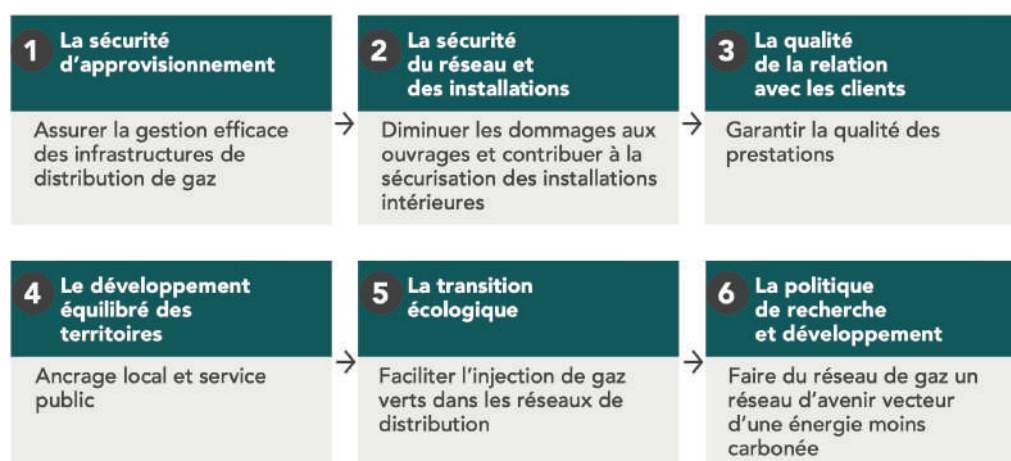 1 La sécurité
d'approvisionnement
Assurer la gestion efficace
des infrastructures de
distribution de gaz
→
2 La sécurité
du réseau et
des installations
Diminuer les dommages aux
ouvrages et contribuer à la
sécurisation des installations
intérieures
→
3 La qualité
de la relation
avec les clients
Garantir la qualité des
prestations
4 Le développement
équilibré des
territoires
Ancrage local et service
public
→
5 La transition
écologique
Faciliter l'injection de gaz
verts dans les réseaux de
distribution
→
6 La politique
de recherche
et développement
Faire du réseau de gaz un
réseau d'avenir vecteur
d'une énergie moins
carbonée